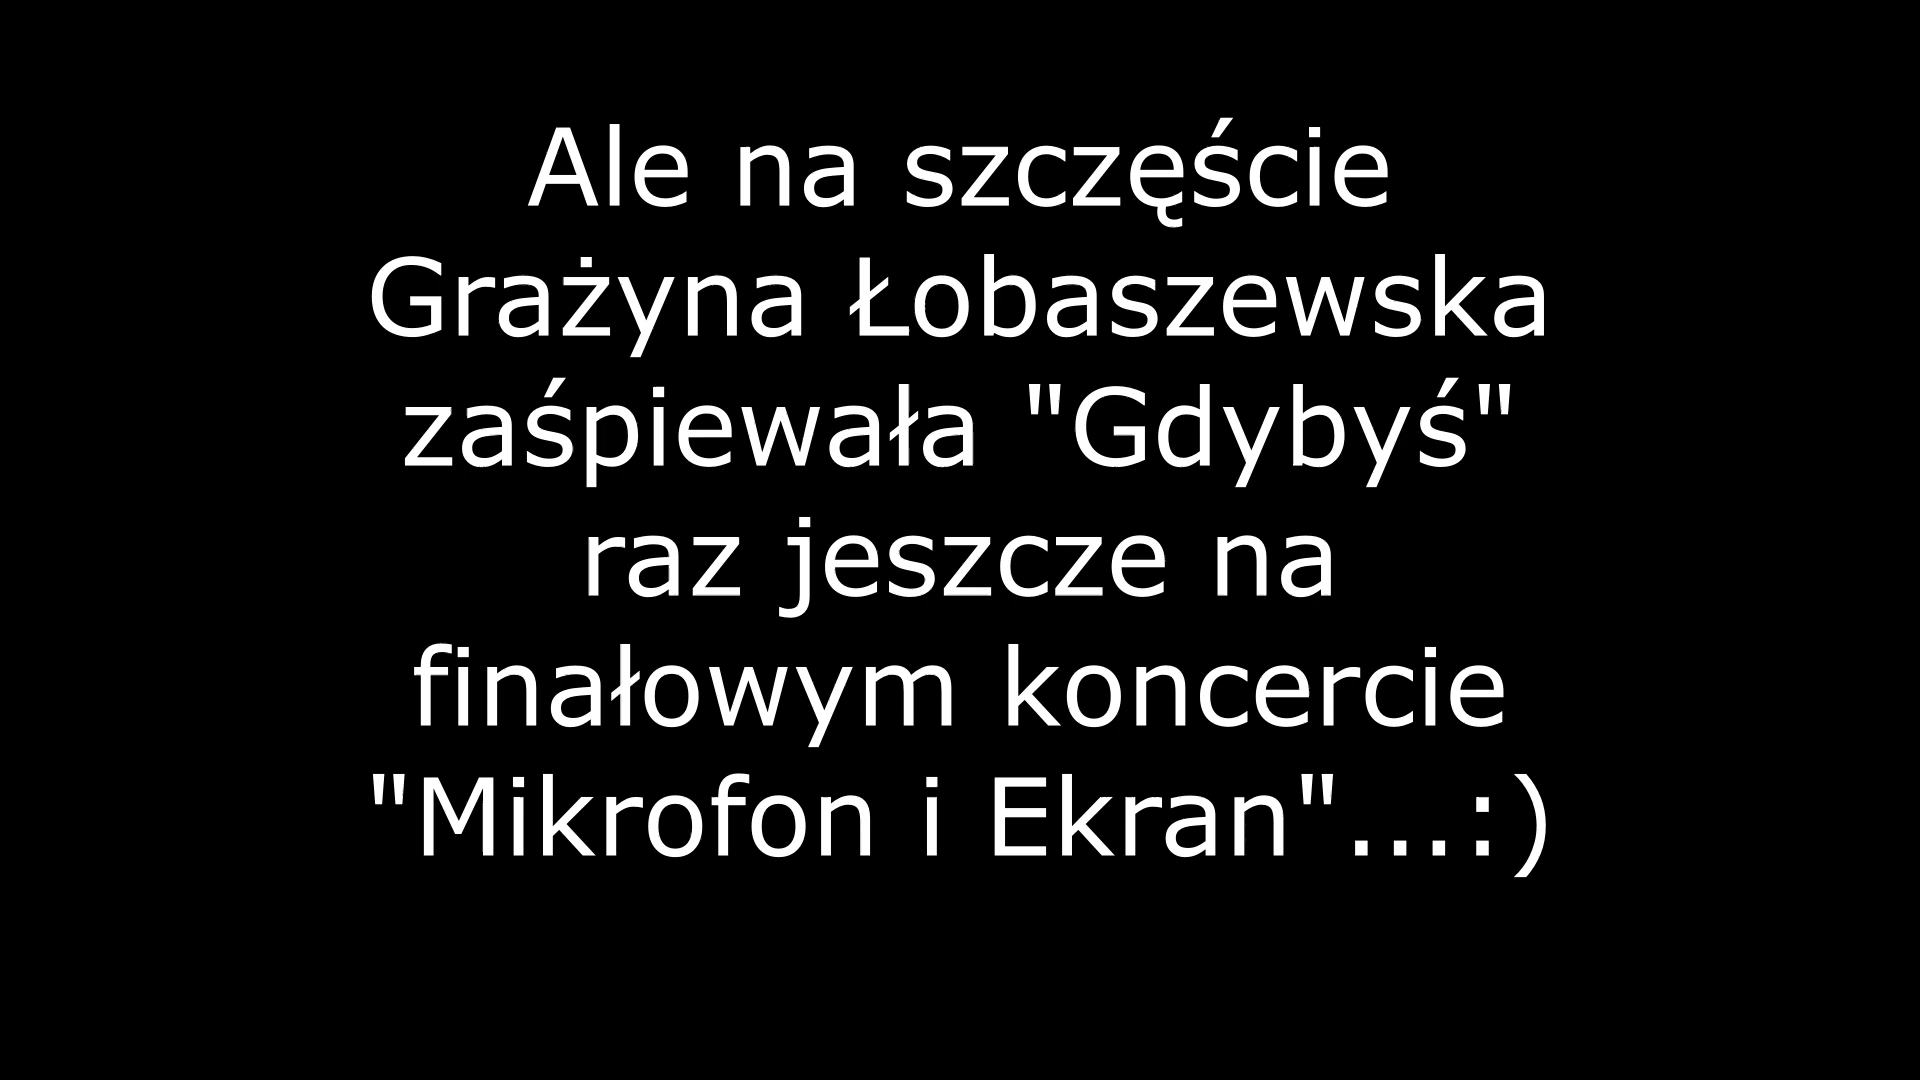 Ale na szczęście
Grażyna Łobaszewska
zaśpiewała "Gdybyś"
raz jeszcze na
finałowym koncercie
"Mikrofon i Ekran"...:)